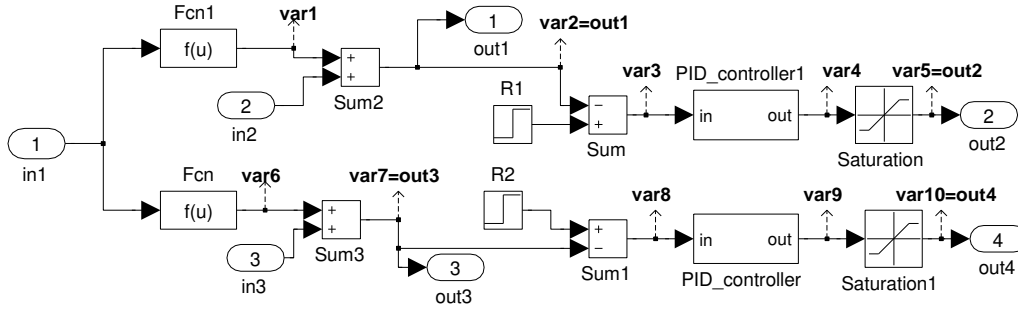 Fcn1
var1
1
out1
var2=out1
f(u)
+
+
Sum2
2
in2
R1
var3
PID_controller1
var4
var5=out2
−
+
Sum
in
out
Saturation
2
out2
1
in1
Fcn
var6
var7=out3
f(u)
+
+
Sum3
3
in3
3
out3
R2
+
−
Sum1
var8
in
out
PID_controller
var9
var10=out4
Saturation1
4
out4